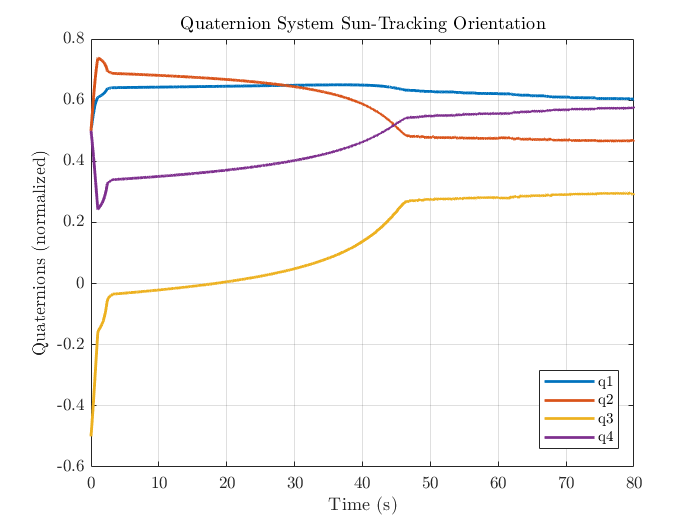 Quaternion System Sun-Tracking Orientation
Quaternions (normalized)
0.8
0.6
0.4
0.2
0
-0.2
-0.4
-0.6
0 10 20 30 40 50 60 70 80
Time (s)
q1
q2
q3
q4